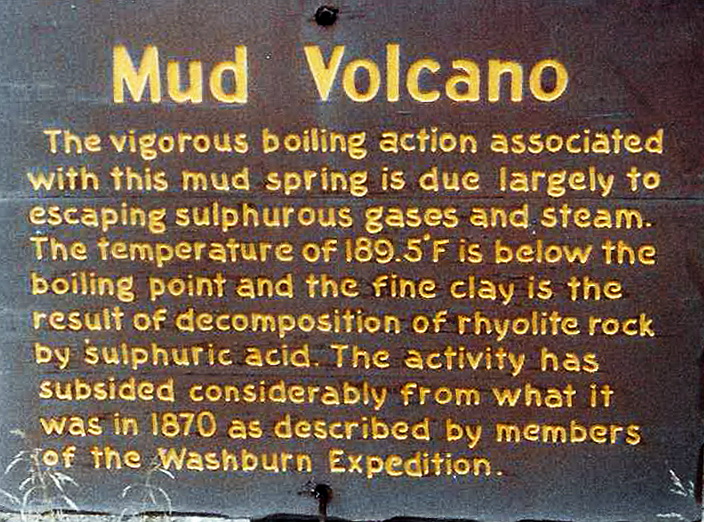 Mud Volcano
The vigorous boiling action associated
with this mud spring is due largely to
escaping sulphurous gases and steam.
The temperature of 189.5°F is below the
boiling point and the fine clay is the
result of decomposition of rhyolite rock
by sulphuric acid. The activity has
subsided considerably from what it
was in 1870 as described by members
of the Washburn Expedition.